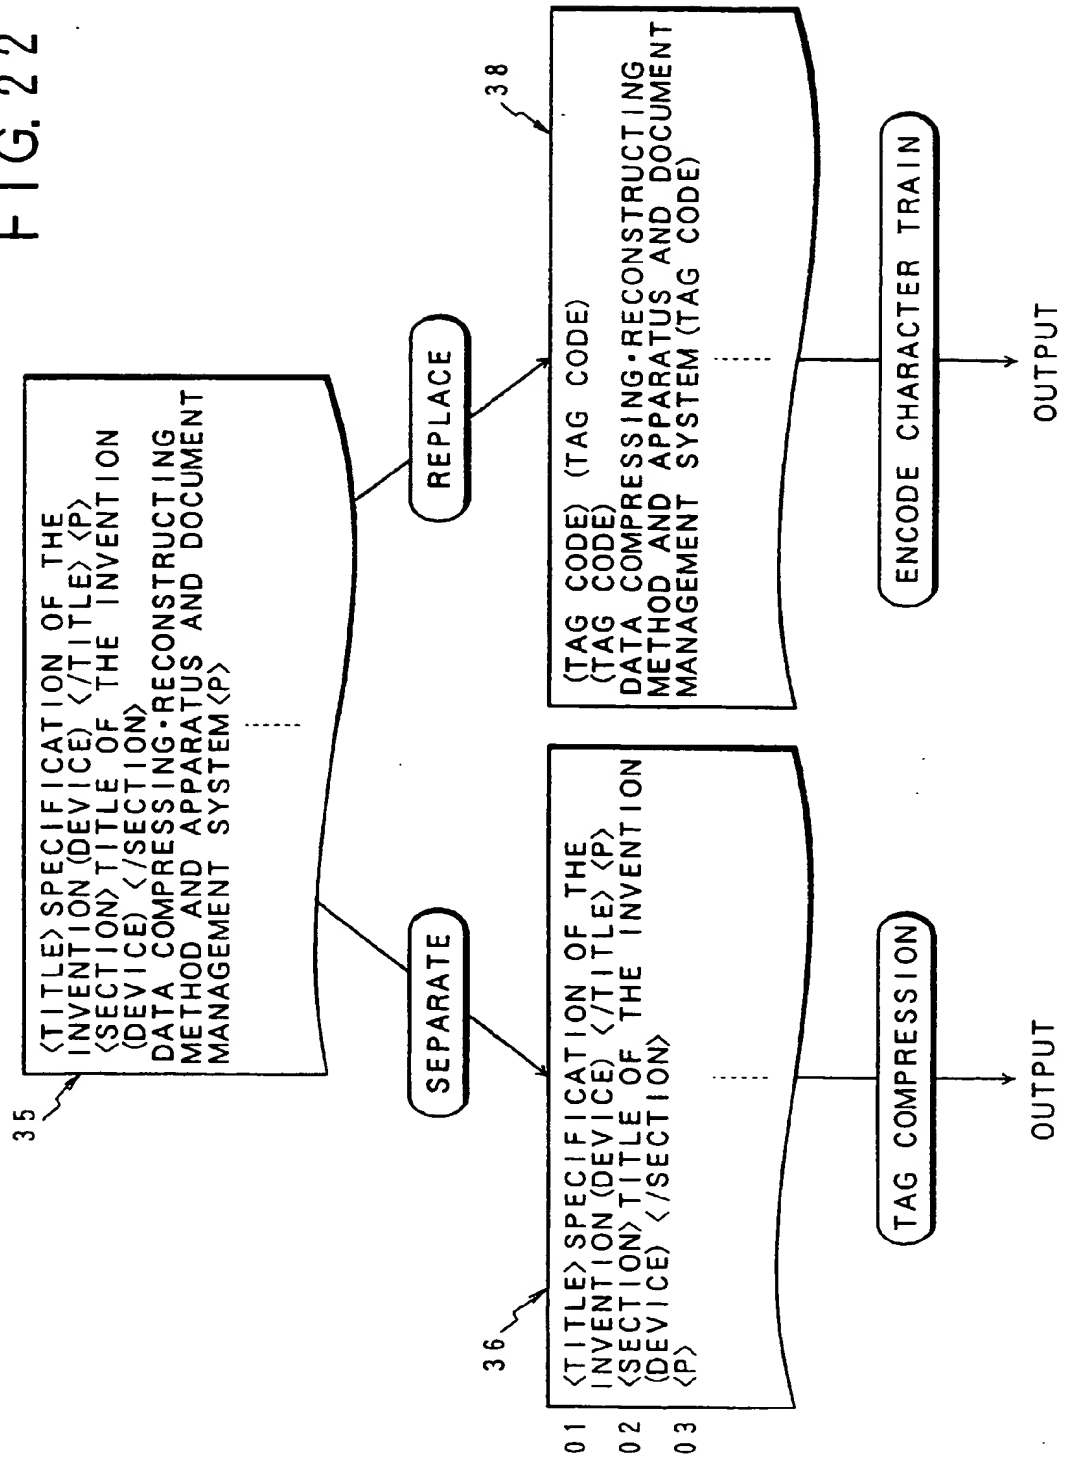 FIG. 22
35
<TITLE>SPECIFICATION OF THE
INVENTION(DEVICE)</TITLE><P>
<SECTION>TITLE OF THE INVENTION
(DEVICE)</SECTION>
DATA COMPRESSING·RECONSTRUCTING
METHOD AND APPARATUS AND DOCUMENT
MANAGEMENT SYSTEM<P>
SEPARATE
REPLACE
36
01 <TITLE>SPECIFICATION OF THE
INVENTION(DEVICE)</TITLE><P>
02 <SECTION>TITLE OF THE INVENTION
(DEVICE)</SECTION>
03 <P>
38
(TAG CODE) (TAG CODE)
(TAG CODE)
DATA COMPRESSING·RECONSTRUCTING
METHOD AND APPARATUS AND DOCUMENT
MANAGEMENT SYSTEM(TAG CODE)
TAG COMPRESSION
ENCODE CHARACTER TRAIN
OUTPUT
OUTPUT